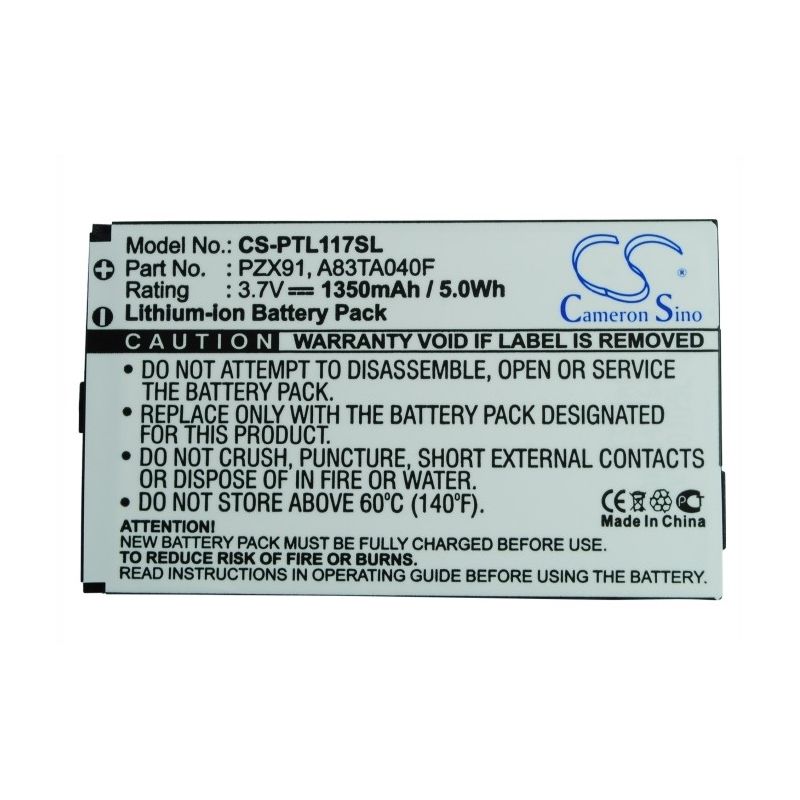 Model No.: CS-PTL117SL
Part No. : PZX91, A83TA040F
Rating : 3.7V 1350mAh / 5.0Wh
Lithium-ion Battery Pack
CS
Cameron Sino
CAUTION WARRANTY VOID IF LABEL IS REMOVED
• DO NOT ATTEMPT TO DISASSEMBLE, OPEN OR SERVICE
THE BATTERY PACK.
• REPLACE ONLY WITH THE BATTERY PACK DESIGNATED
FOR THIS PRODUCT.
• DO NOT CRUSH, PUNCTURE, SHORT EXTERNAL CONTACTS
OR DISPOSE OF IN FIRE OR WATER.
• DO NOT STORE ABOVE 60°C (140°F).
CE
Made In China
ATTENTION!
NEW BATTERY PACK MUST BE FULLY CHARGED BEFORE USE.
TO REDUCE RISK OF FIRE OR BURNS.
READ INSTRUCTIONS IN OPERATING GUIDE BEFORE USING THE BATTERY.